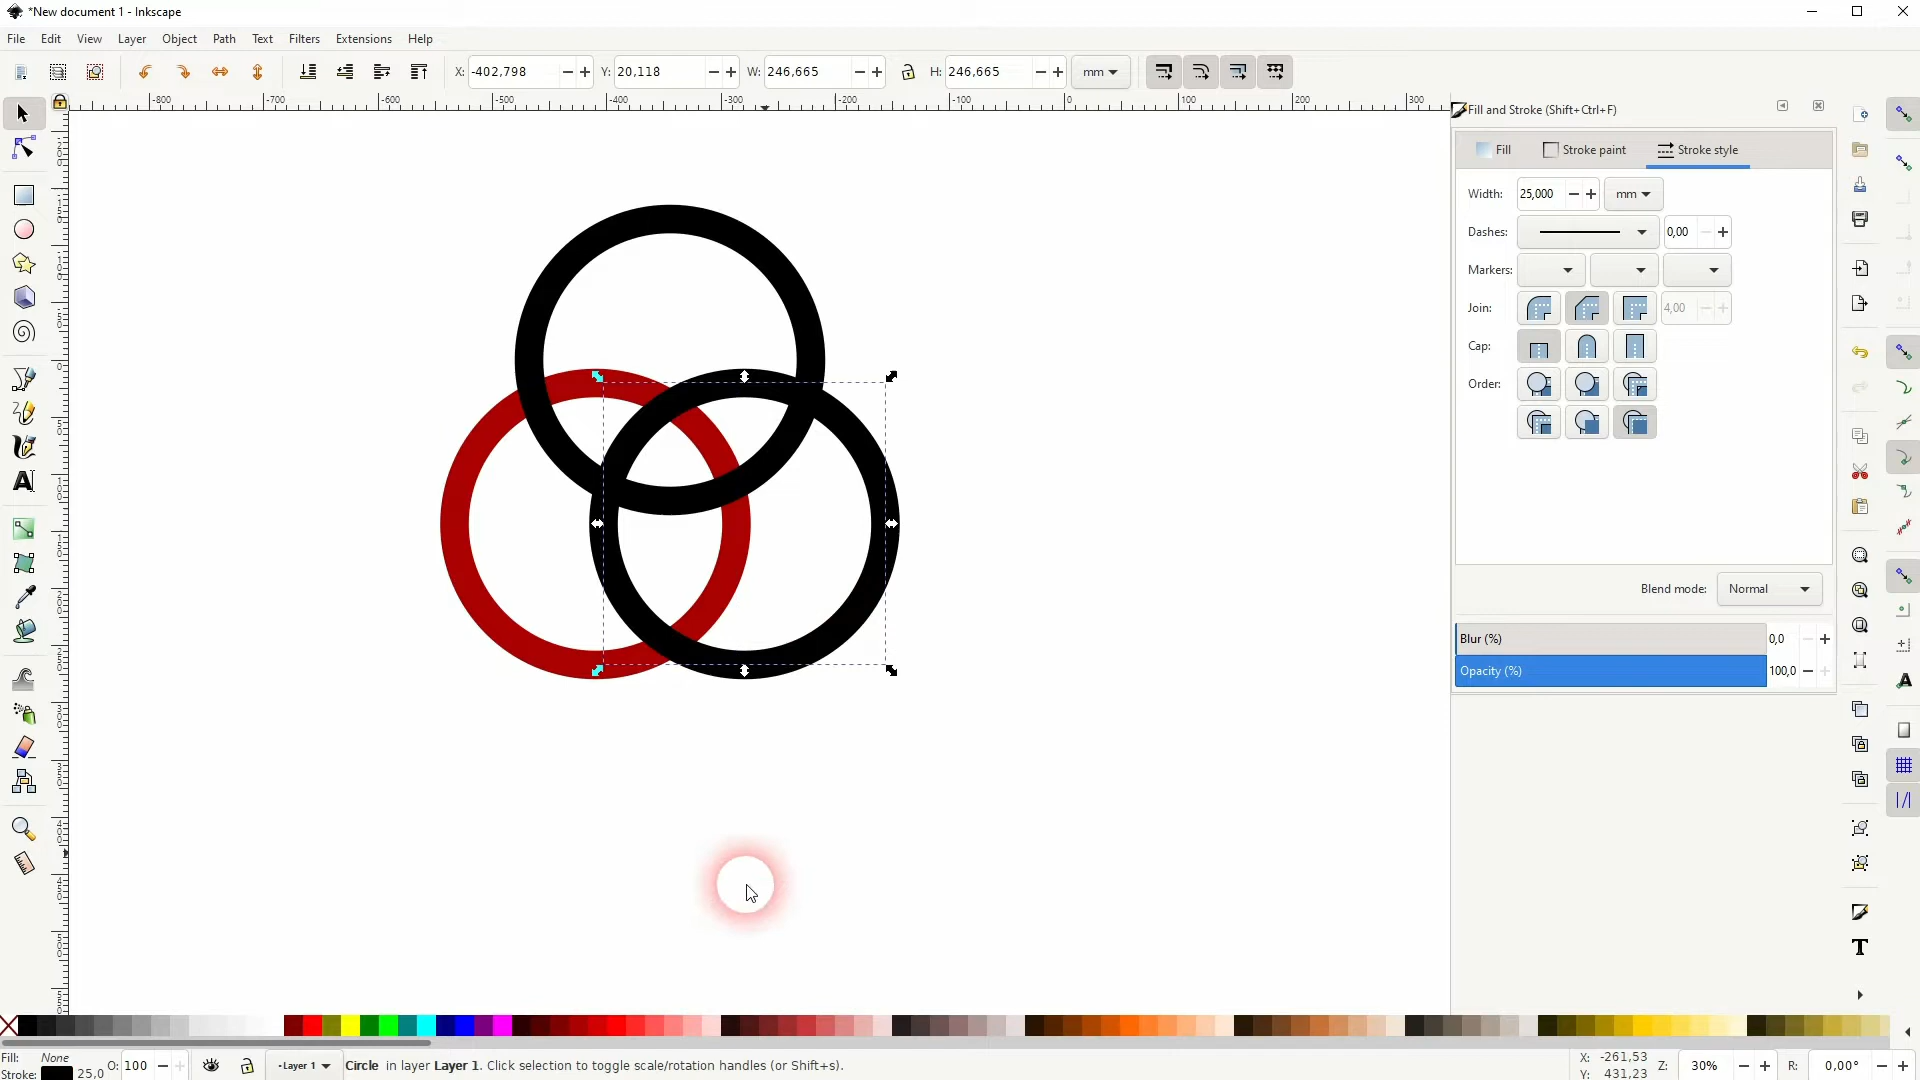 *New document 1 - Inkscape
File Edit View Layer Object Path Text Filters Extensions Help
X: -402,798 Y: 20,118 W: 246,665 H: 246,665 mm
-800 -700 -600 -500 -400 -300 -200 -100 0 100 200 300
Fill and Stroke (Shift+Ctrl+F)
Fill Stroke paint Stroke style
Width: 25,000 mm
Dashes: 0,00
Markers:
Join: 4,00
Cap:
Order:
Blend mode: Normal
Blur (%) 0,0
Opacity (%) 100,0
Fill: None
Stroke: 25,0 O: 100 Layer 1 Circle in layer Layer 1. Click selection to toggle scale/rotation handles (or Shift+s).
X: -261,53
Y: 431,23
Z: 30% R: 0,00°